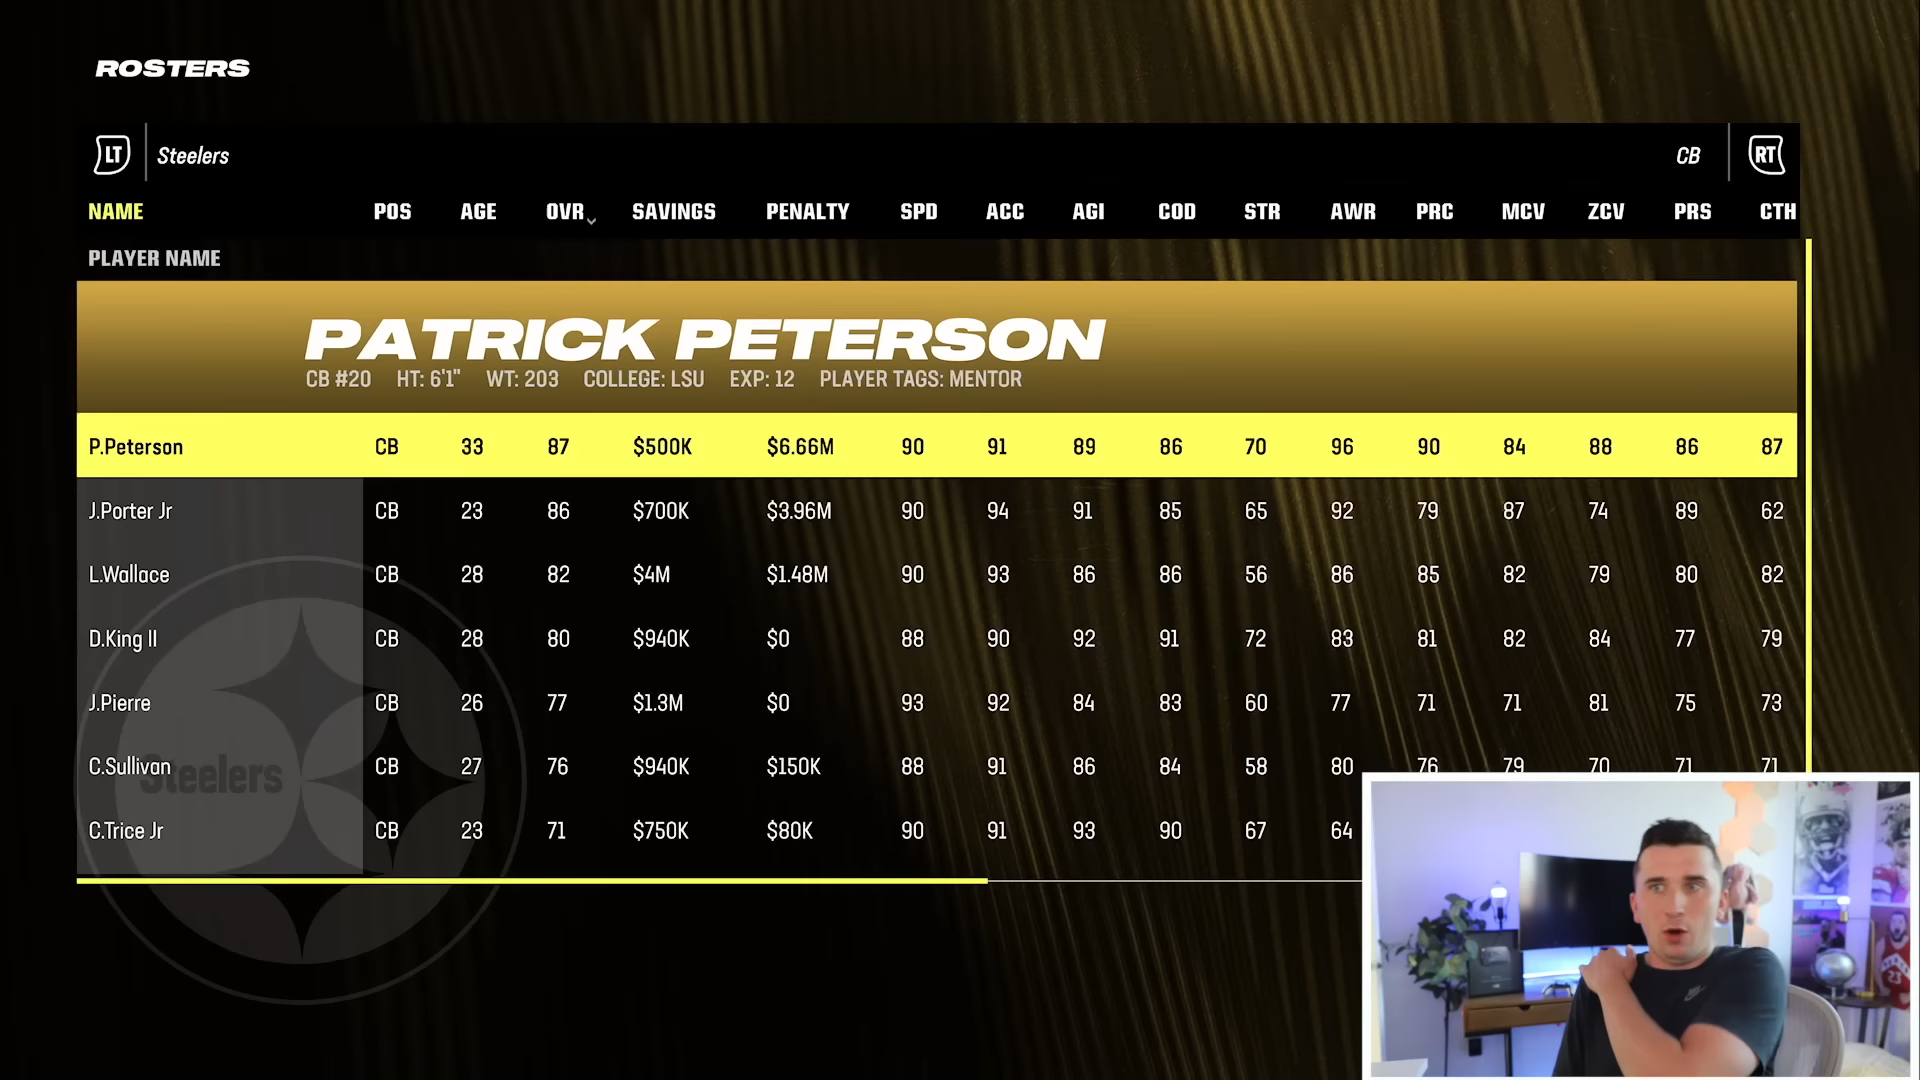 ROSTERS
LT Steelers CB RT
NAME POS AGE OVR SAVINGS PENALTY SPD ACC AGI COD STR AWR PRC MCV ZCV PRS CTH
PLAYER NAME
PATRICK PETERSON
CB #20 HT: 6'1" WT: 203 COLLEGE: LSU EXP: 12 PLAYER TAGS: MENTOR
P.Peterson CB 33 87 $500K $6.66M 90 91 89 86 70 96 90 84 88 86 87
J.Porter Jr CB 23 86 $700K $3.96M 90 94 91 85 65 92 79 87 74 89 62
L.Wallace CB 28 82 $4M $1.48M 90 93 86 86 56 86 85 82 79 80 82
D.King II CB 28 80 $940K $0 88 90 92 91 72 83 81 82 84 77 79
J.Pierre CB 26 77 $1.3M $0 93 92 84 83 60 77 71 71 81 75 73
C.Sullivan CB 27 76 $940K $150K 88 91 86 84 58 80 76 79 70 71 71
Steelers
C.Trice Jr CB 23 71 $750K $80K 90 91 93 90 67 64
23